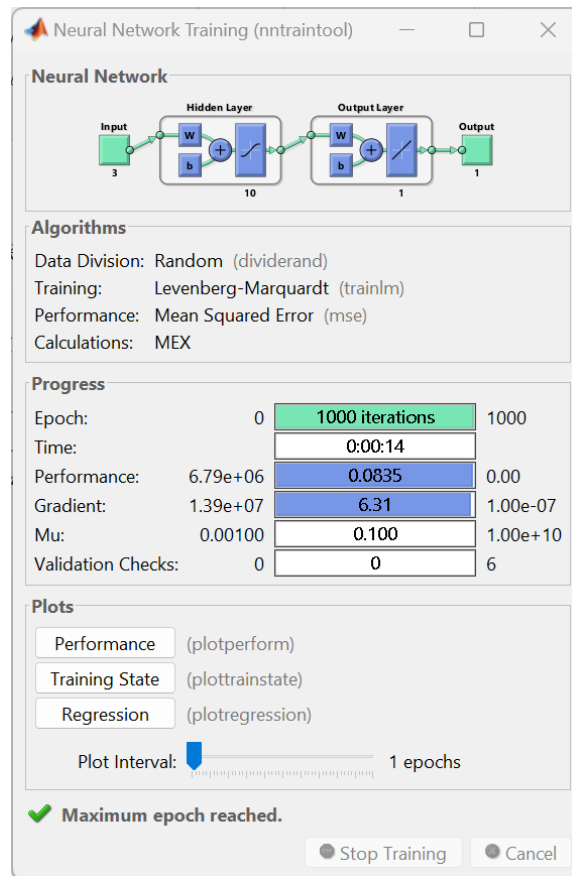 Neural Network Training (nntraintool)
Neural Network
Hidden Layer Output Layer
Input Output
W W
b b
+ +
3 10 1 1
Algorithms
Data Division: Random (dividerand)
Training: Levenberg-Marquardt (trainlm)
Performance: Mean Squared Error (mse)
Calculations: MEX
Progress
Epoch: 0 1000 iterations 1000
Time: 0:00:14
Performance: 6.79e+06 0.0835 0.00
Gradient: 1.39e+07 6.31 1.00e-07
Mu: 0.00100 0.100 1.00e+10
Validation Checks: 0 0 6
Plots
Performance (plotperform)
Training State (plottrainstate)
Regression (plotregression)
Plot Interval: 1 epochs
Maximum epoch reached.
Stop Training Cancel